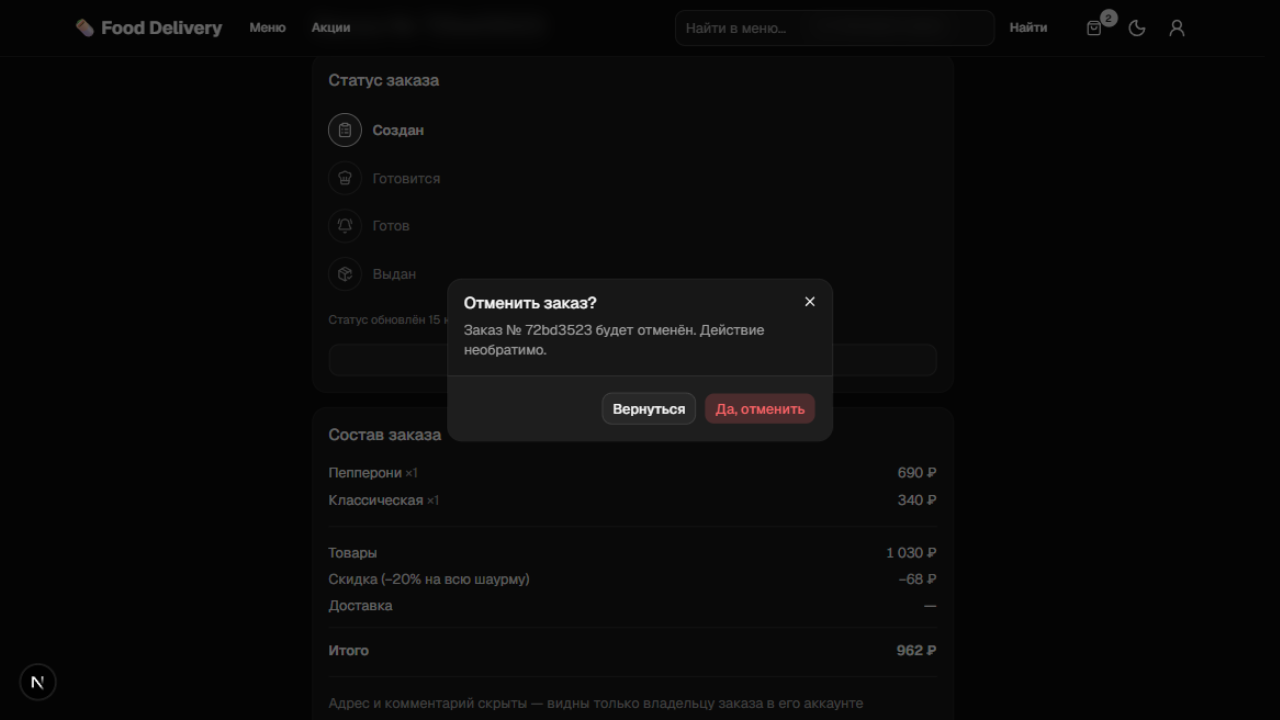 Food Delivery Меню Акции Найти в меню... Найти 2
Статус заказа
Создан
Готовится
Готов
Выдан
Статус обновлён 15
Отменить заказ?
Заказ № 72bd3523 будет отменён. Действие
необратимо.
Вернуться Да, отменить
Состав заказа
Пепперони ×1 690 ₽
Классическая ×1 340 ₽
Товары 1 030 ₽
Скидка (−20% на всю шаурму) −68 ₽
Доставка —
Итого 962 ₽
Адрес и комментарий скрыты — видны только владельцу заказа в его аккаунте
N